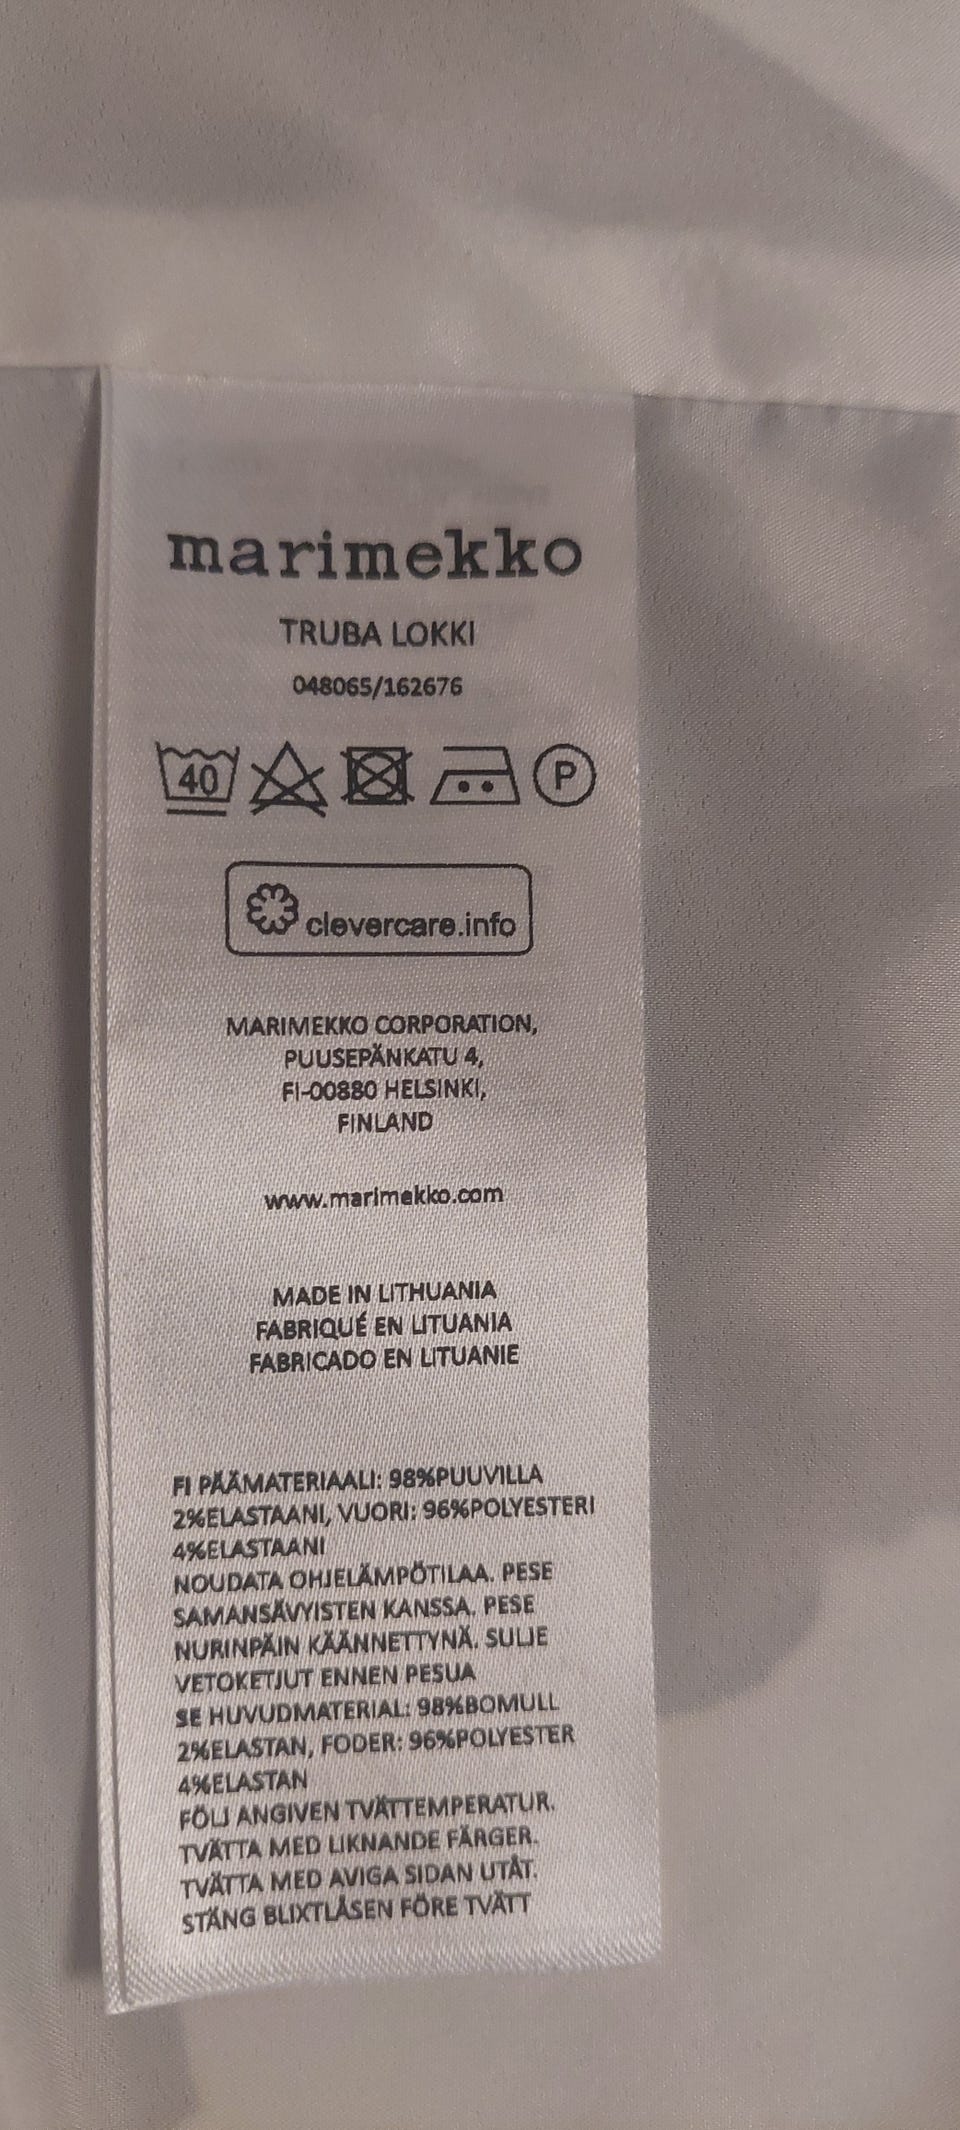 marimekko
TRUBA LOKKI
048065/162676
40 P
clevercare.info
MARIMEKKO CORPORATION,
PUUSEPÄNKATU 4,
FI-00880 HELSINKI,
FINLAND
www.marimekko.com
MADE IN LITHUANIA
FABRIQUÉ EN LITUANIA
FABRICADO EN LITUANIE
FI PÄÄMATERIAALI: 98%PUUVILLA
2%ELASTAANI, VUORI: 96%POLYESTERI
4%ELASTAANI
NOUDATA OHJELÄMPÖTILAA. PESE
SAMANSÄVYISTEN KANSSA. PESE
NURINPÄIN KÄÄNNETTYNÄ. SULJE
VETOKETJUT ENNEN PESUA
SE HUVUDMATERIAL: 98%BOMULL
2%ELASTAN, FODER: 96%POLYESTER
4%ELASTAN
FÖLJ ANGIVEN TVÄTTEMPERATUR.
TVÄTTA MED LIKNANDE FÄRGER.
TVÄTTA MED AVIGA SIDAN UTÅT.
STÄNG BLIXTLÅSEN FÖRE TVÄTT